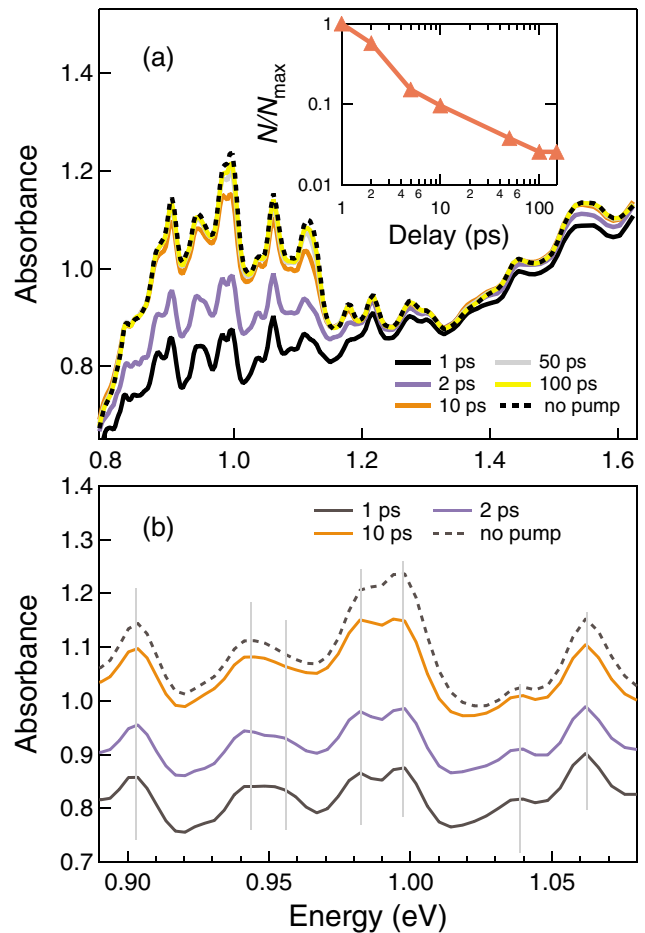 (a)
Absorbance
1.4
1.2
1.0
0.8
0.8 1.0 1.2 1.4 1.6
N/Nmax
1
0.1
0.01
1 2 4 6 10 2 4 6 100
Delay (ps)
1 ps 50 ps
2 ps 100 ps
10 ps no pump
(b)
Absorbance
1.4
1.3
1.2
1.1
1.0
0.9
0.8
0.7
1 ps 2 ps
10 ps no pump
0.90 0.95 1.00 1.05
Energy (eV)